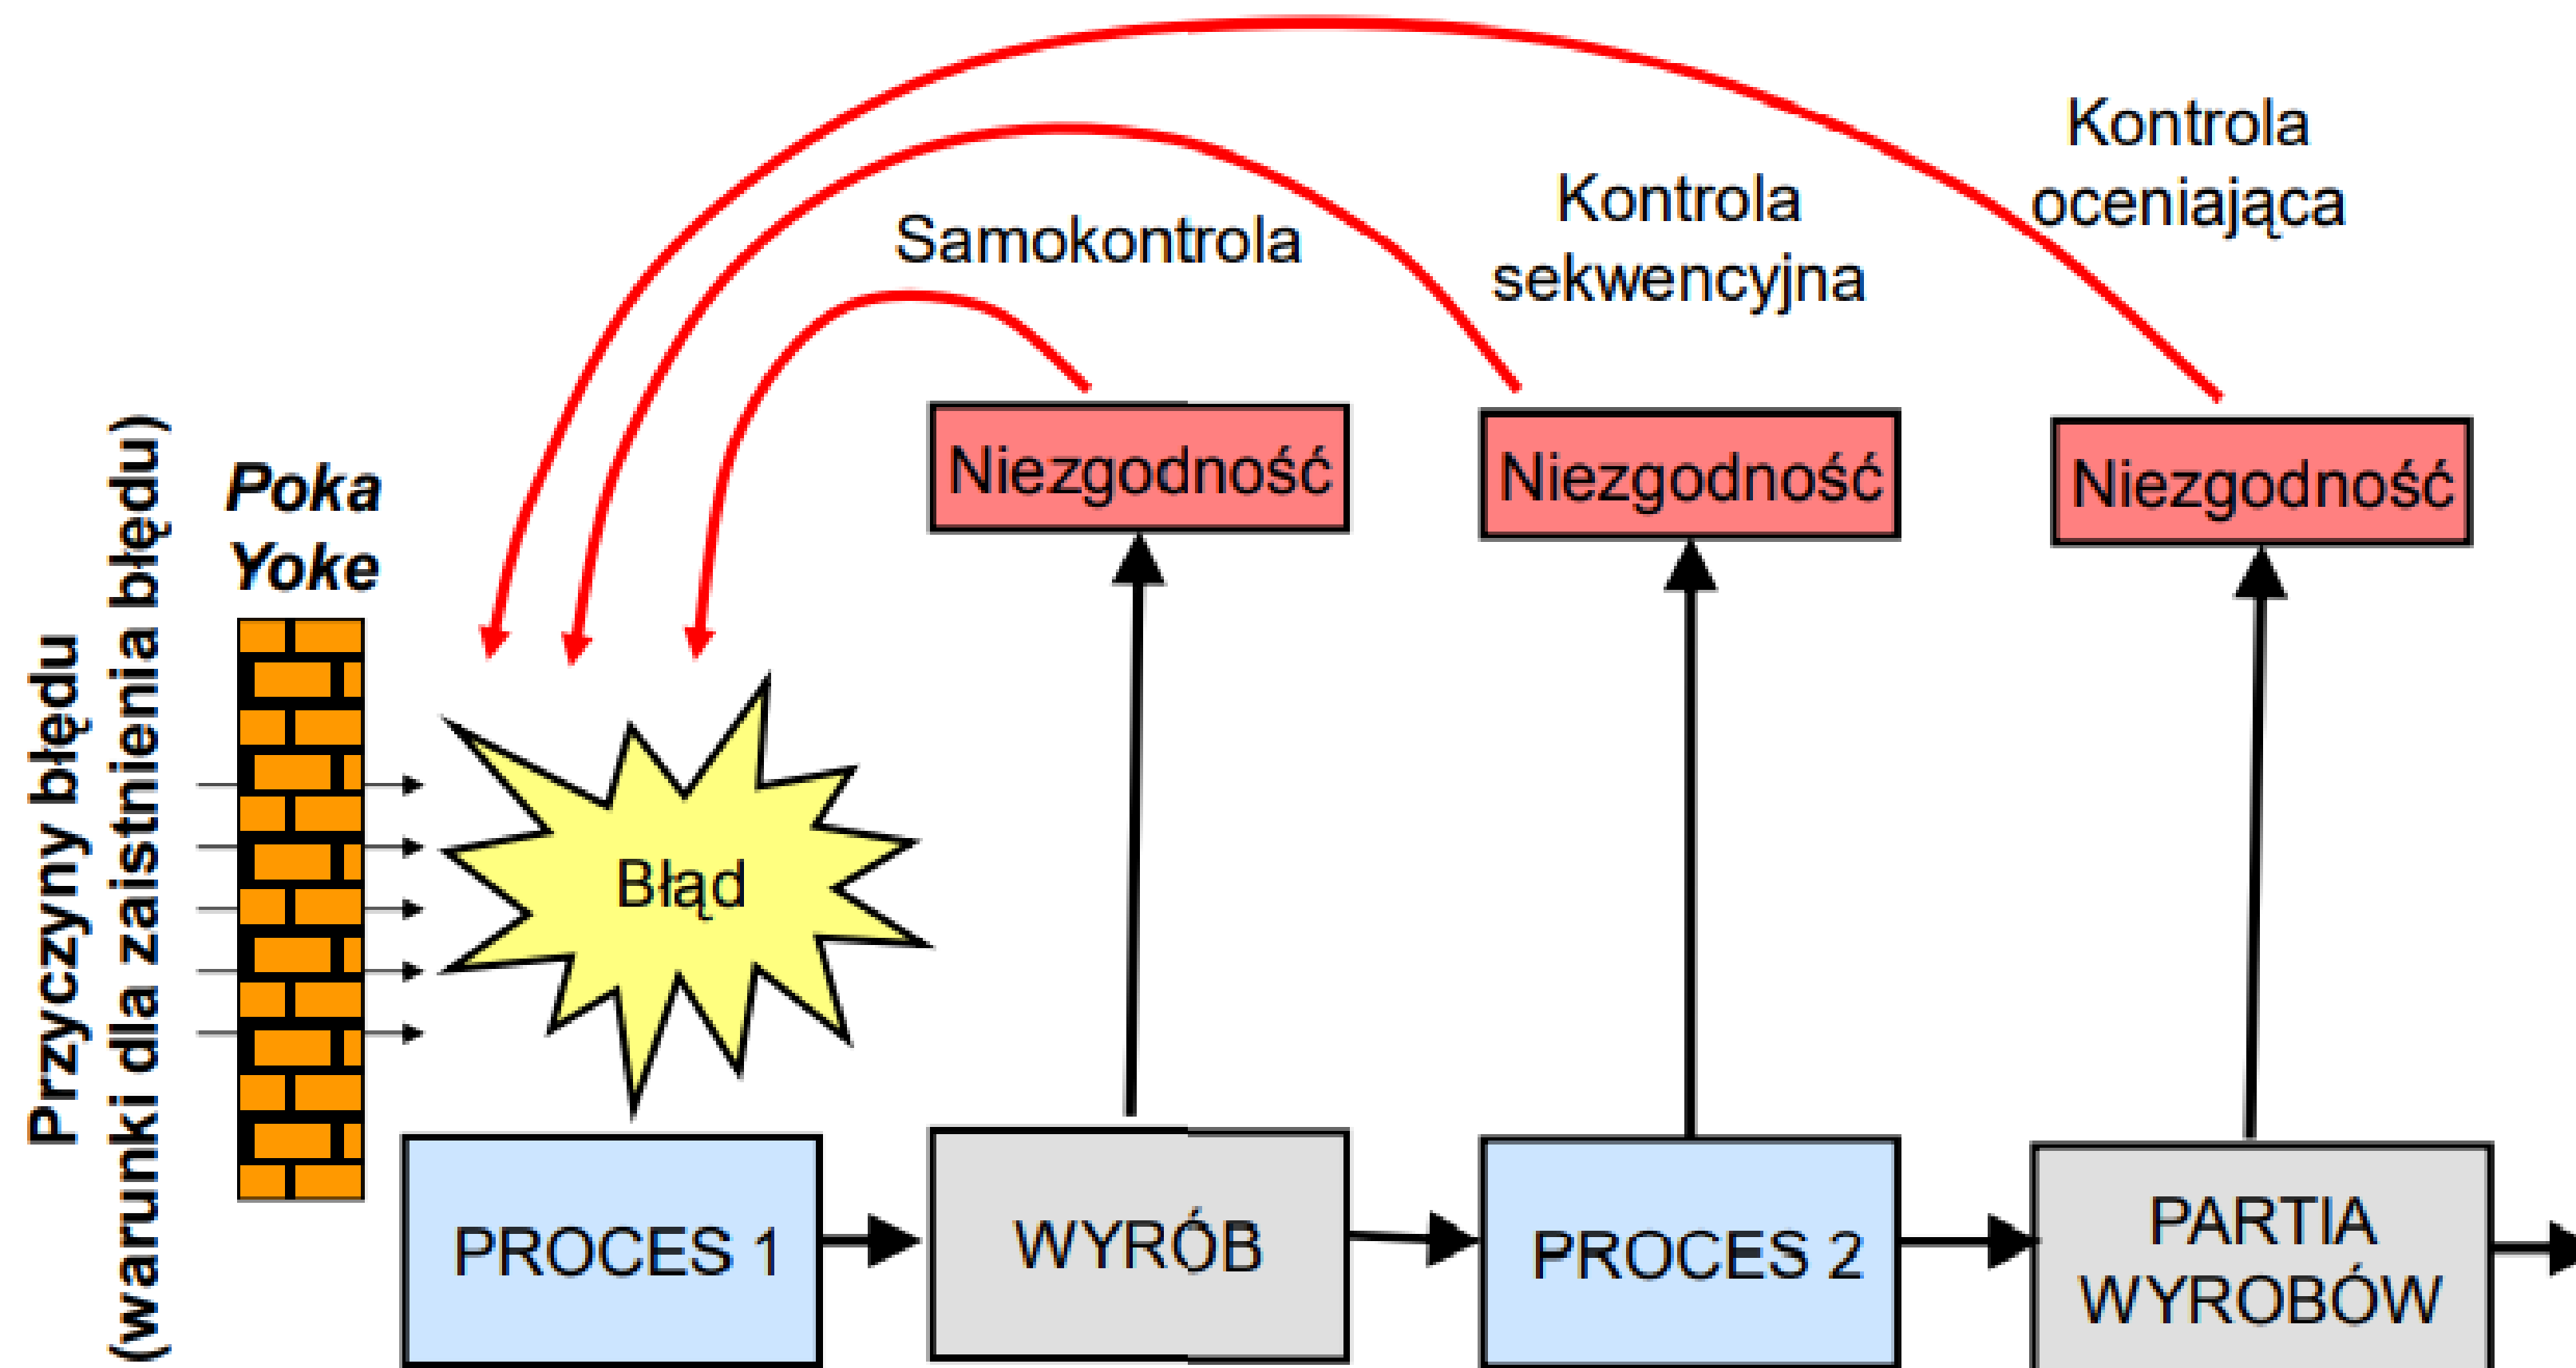 Przyczyny błędu
(warunki dla zaistnienia błędu)
Poka
Yoke
Samokontrola
Kontrola
sekwencyjna
Kontrola
oceniająca
Niezgodność
Niezgodność
Niezgodność
Błąd
PROCES 1
WYRÓB
PROCES 2
PARTIA
WYROBÓW